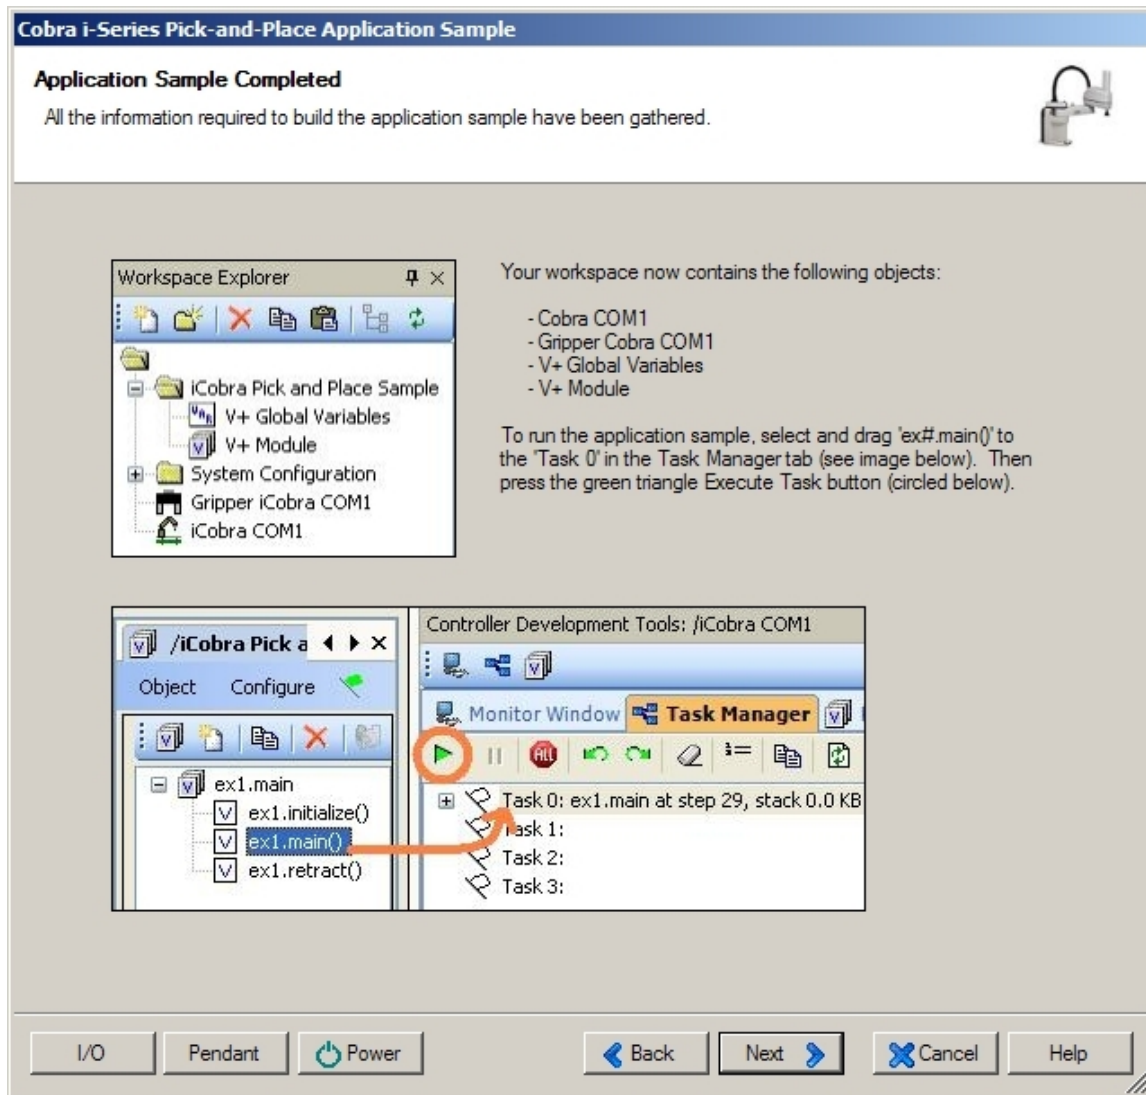 Cobra i-Series Pick-and-Place Application Sample
Application Sample Completed
All the information required to build the application sample have been gathered.
Workspace Explorer
iCobra Pick and Place Sample
V+ Global Variables
V+ Module
System Configuration
Gripper iCobra COM1
iCobra COM1
Your workspace now contains the following objects:
- Cobra COM1
- Gripper Cobra COM1
- V+ Global Variables
- V+ Module
To run the application sample, select and drag 'ex#.main()' to
the 'Task 0' in the Task Manager tab (see image below).  Then
press the green triangle Execute Task button (circled below).
/iCobra Pick a
Object Configure
ex1.main
ex1.initialize()
ex1.main()
ex1.retract()
Controller Development Tools: /iCobra COM1
Monitor Window Task Manager
ALL
Task 0: ex1.main at step 29, stack 0.0 KB
Task 1:
Task 2:
Task 3:
I/O Pendant Power Back Next Cancel Help